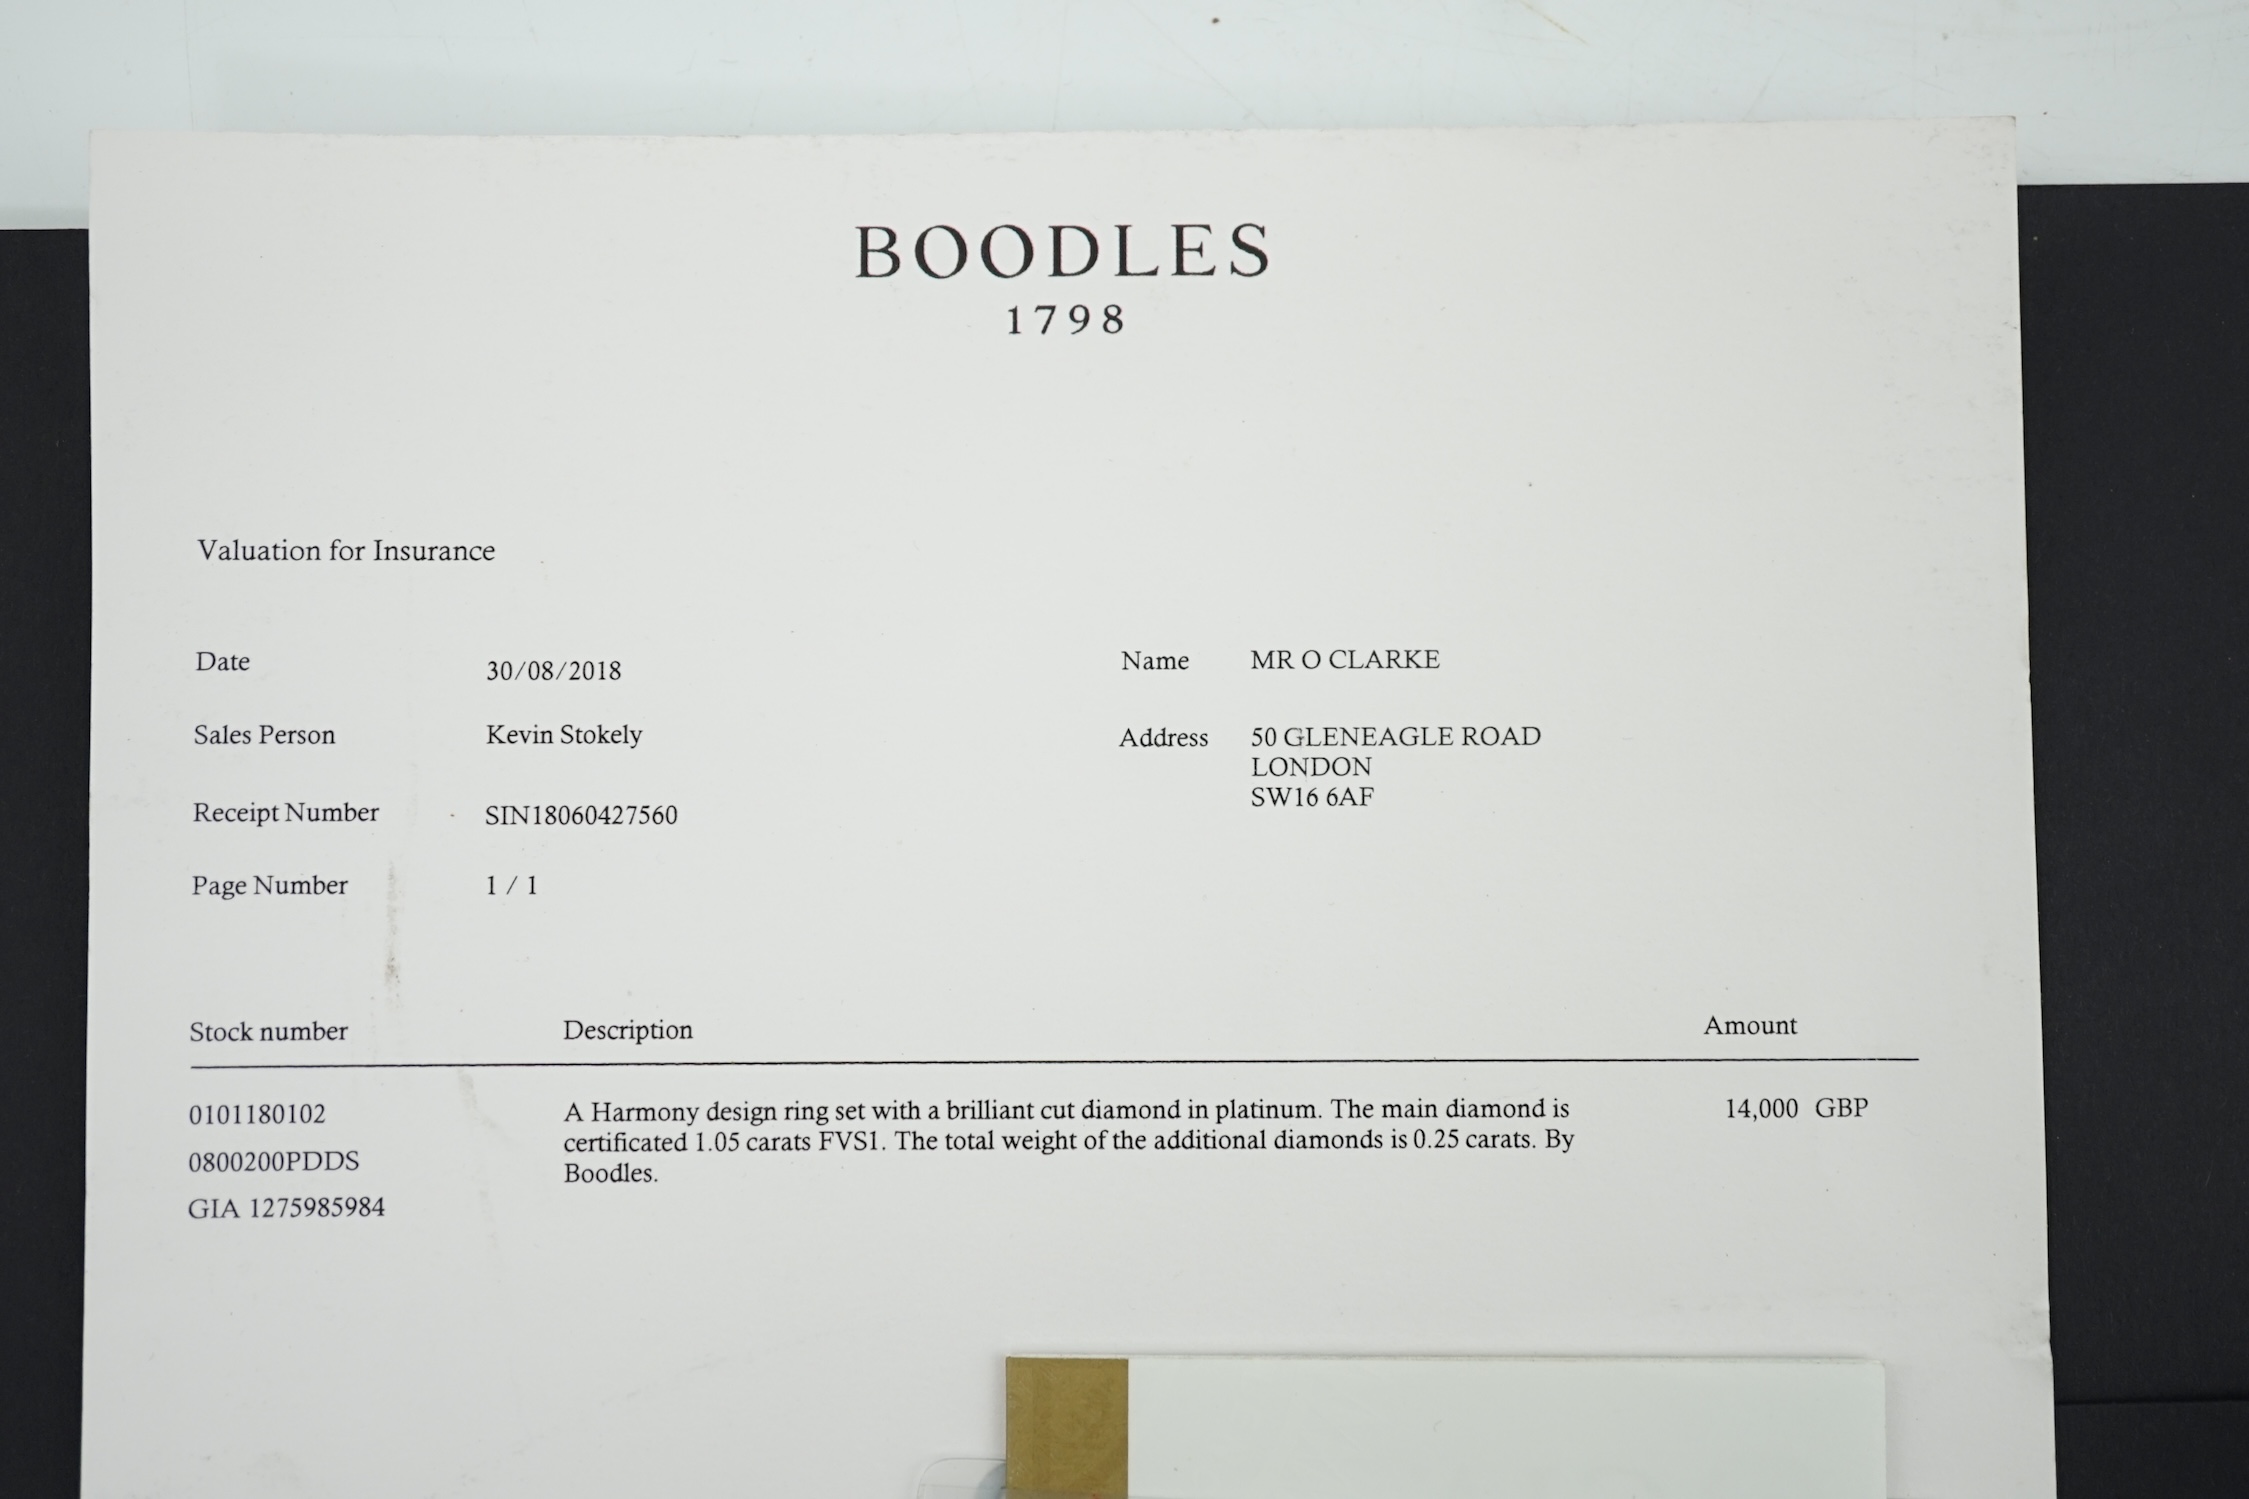 BOODLES
1798
Valuation for Insurance
Date 30/08/2018
Sales Person Kevin Stokely
Receipt Number SIN18060427560
Page Number 1 / 1
Name MR O CLARKE
Address 50 GLENEAGLE ROAD
LONDON
SW16 6AF
Stock number Description Amount
0101180102 A Harmony design ring set with a brilliant cut diamond in platinum. The main diamond is 14,000 GBP
certificated 1.05 carats FVS1. The total weight of the additional diamonds is 0.25 carats. By
0800200PDDS
Boodles.
GIA 1275985984